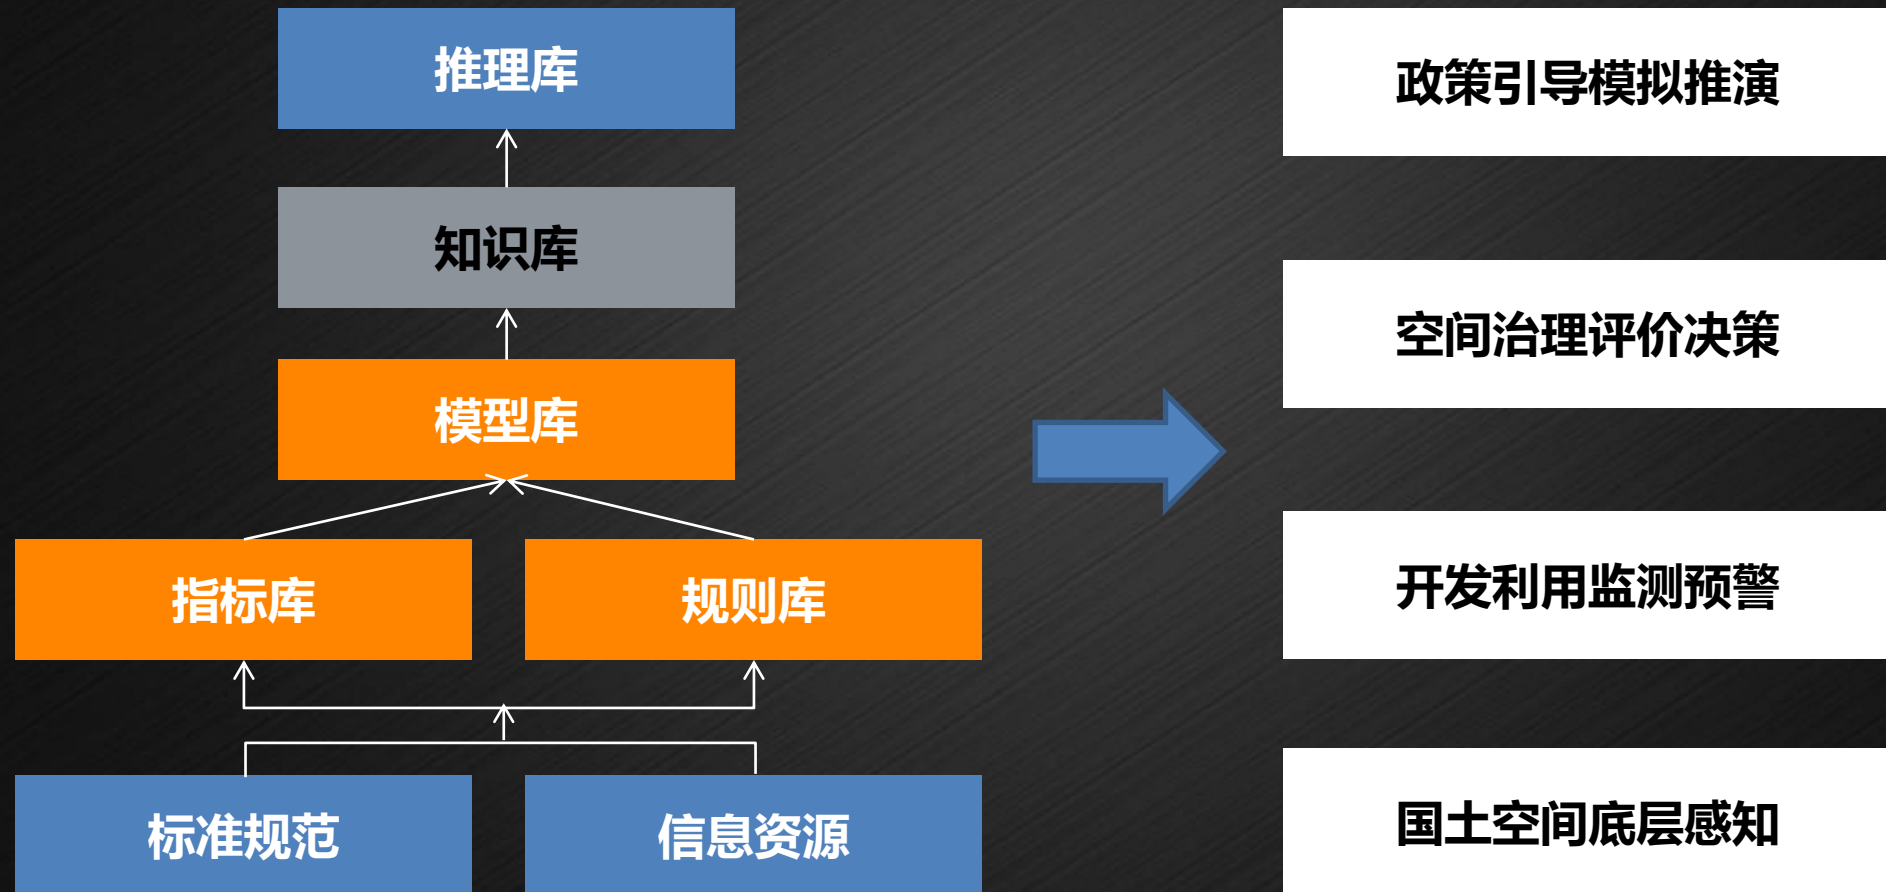 推理库
知识库
模型库
指标库
规则库
标准规范
信息资源
政策引导模拟推演
空间治理评价决策
开发利用监测预警
国土空间底层感知